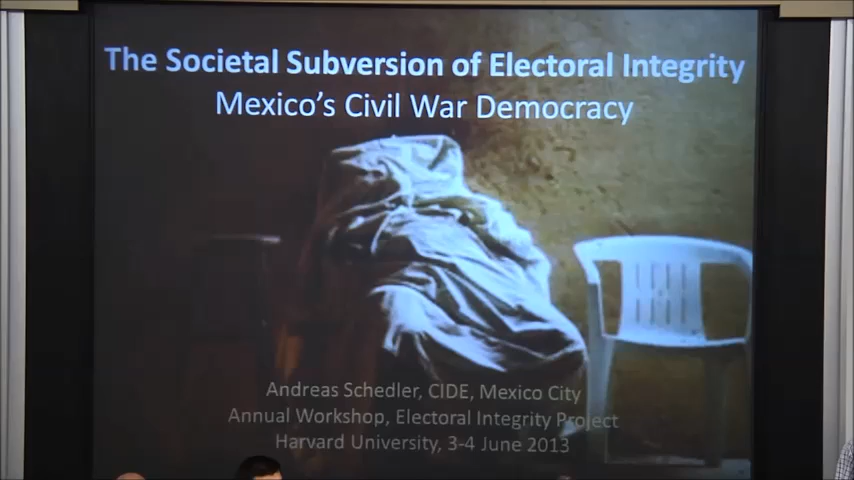 The Societal Subversion of Electoral Integrity
Mexico's Civil War Democracy
Andreas Schedler, CIDE, Mexico City
Annual Workshop, Electoral Integrity Project
Harvard University, 3-4 June 2013